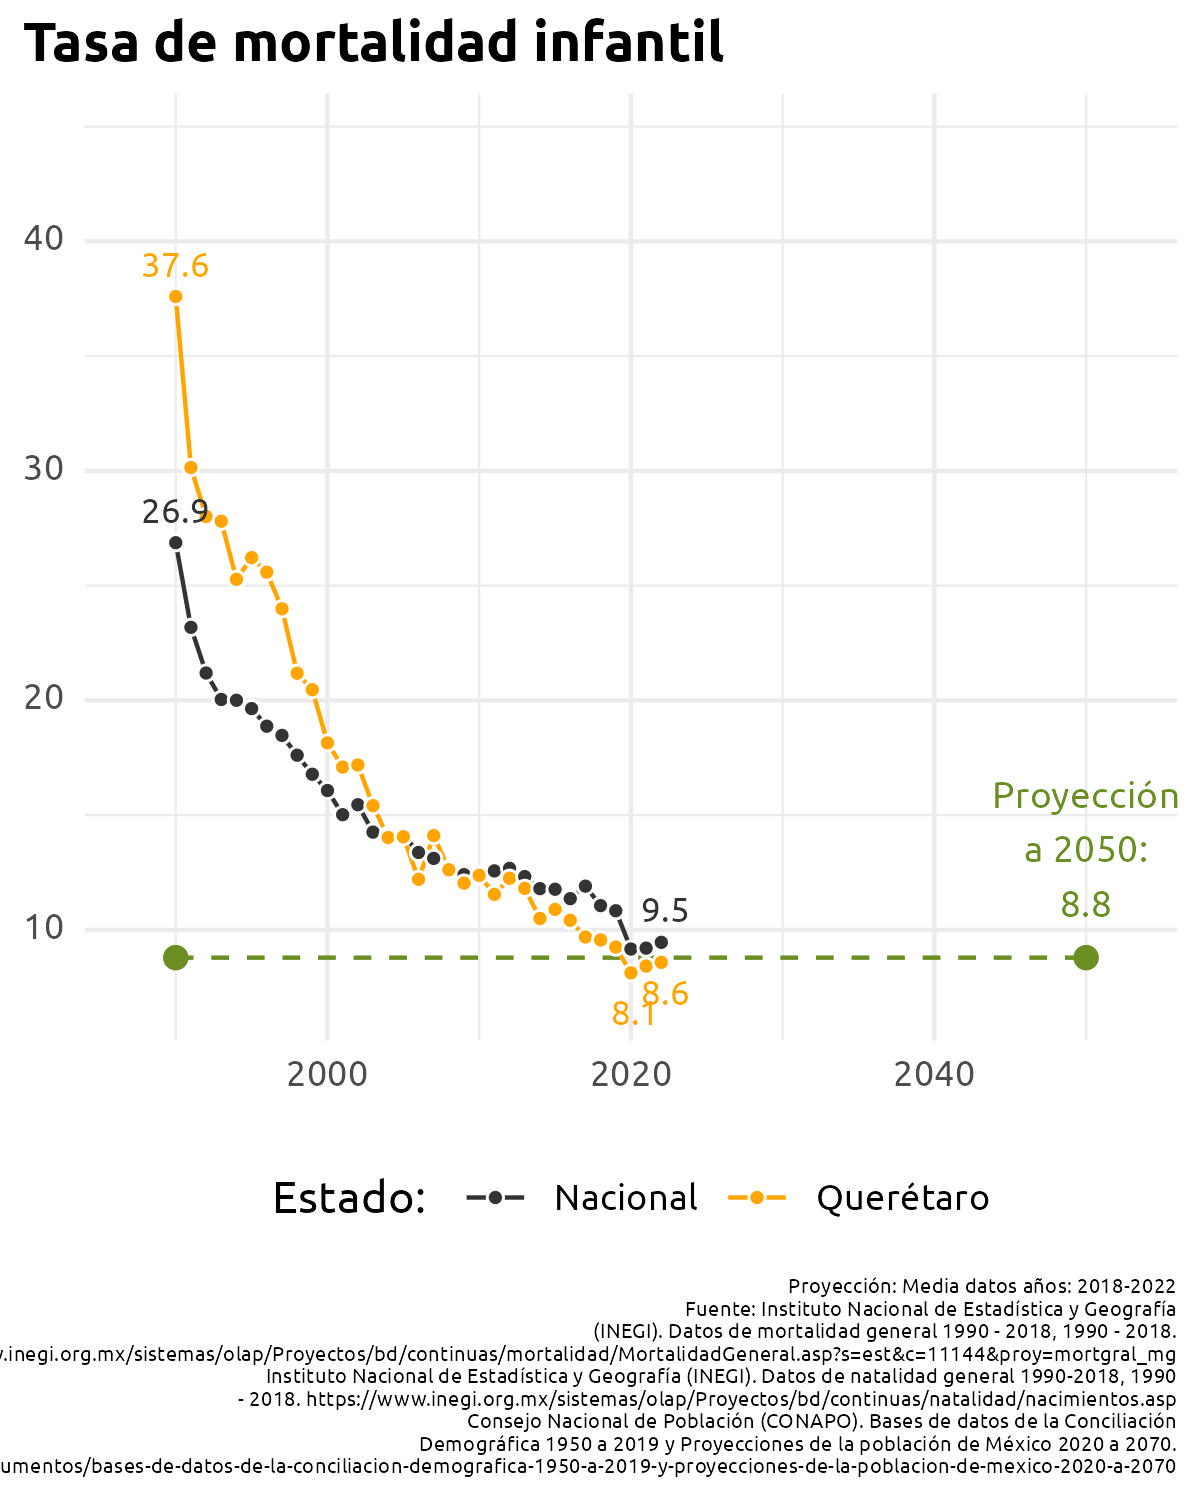 Tasa de mortalidad infantil
40
37.6
30
26.9
20
Proyección
a 2050:
8.8
10
9.5
8.6
8.1
2000
2020
2040
Estado:
Nacional
Querétaro
Proyección: Media datos años: 2018-2022
Fuente: Instituto Nacional de Estadística y Geografía
(INEGI). Datos de mortalidad general 1990 - 2018, 1990 - 2018.
.inegi.org.mx/sistemas/olap/Proyectos/bd/continuas/mortalidad/MortalidadGeneral.asp?s=est&c=11144&proy=mortgral_mg
Instituto Nacional de Estadística y Geografía (INEGI). Datos de natalidad general 1990-2018, 1990
- 2018. https://www.inegi.org.mx/sistemas/olap/Proyectos/bd/continuas/natalidad/nacimientos.asp
Consejo Nacional de Población (CONAPO). Bases de datos de la Conciliación
Demográfica 1950 a 2019 y Proyecciones de la población de México 2020 a 2070.
umentos/bases-de-datos-de-la-conciliacion-demografica-1950-a-2019-y-proyecciones-de-la-poblacion-de-mexico-2020-a-2070